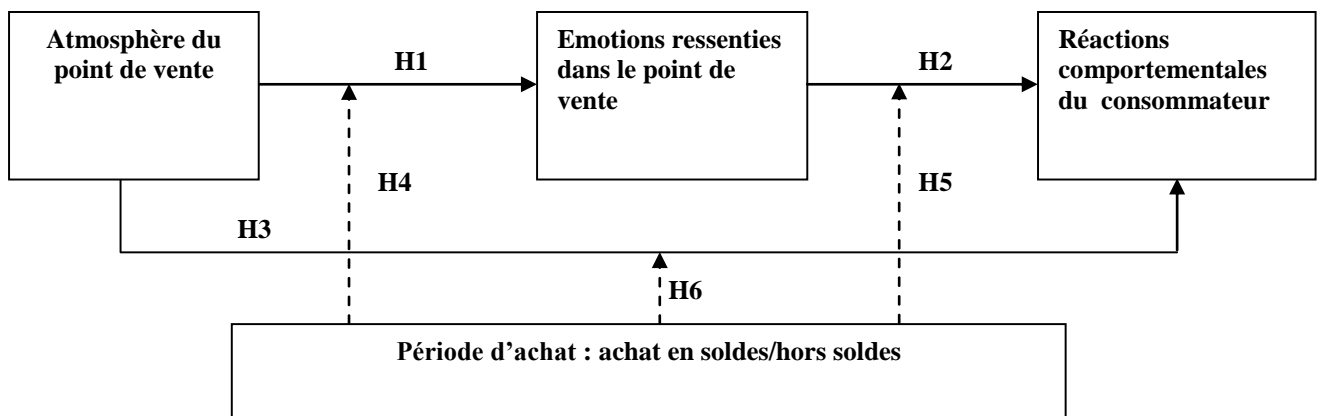 Atmosphère du
point de vente
H1
Emotions ressenties
dans le point de
vente
H2
Réactions
comportementales
du consommateur
H4
H5
H3
H6
Période d'achat : achat en soldes/hors soldes